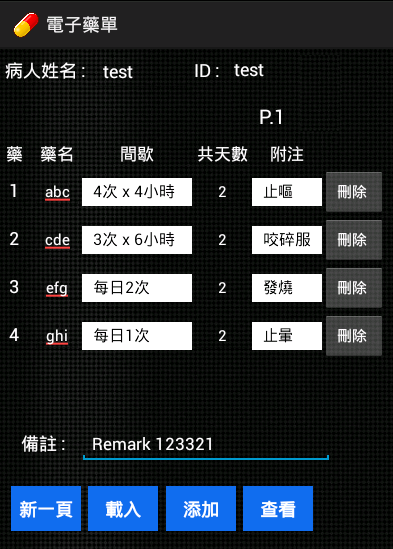 電子藥單
病人姓名: test ID: test
P.1
藥 藥名 間歇 共天數 附注
1 abc 4次 x 4小時 2 止嘔 刪除
2 cde 3次 x 6小時 2 咬碎服 刪除
3 efg 每日2次 2 發燒 刪除
4 ghi 每日1次 2 止暈 刪除
備註: Remark 123321
新一頁 載入 添加 查看